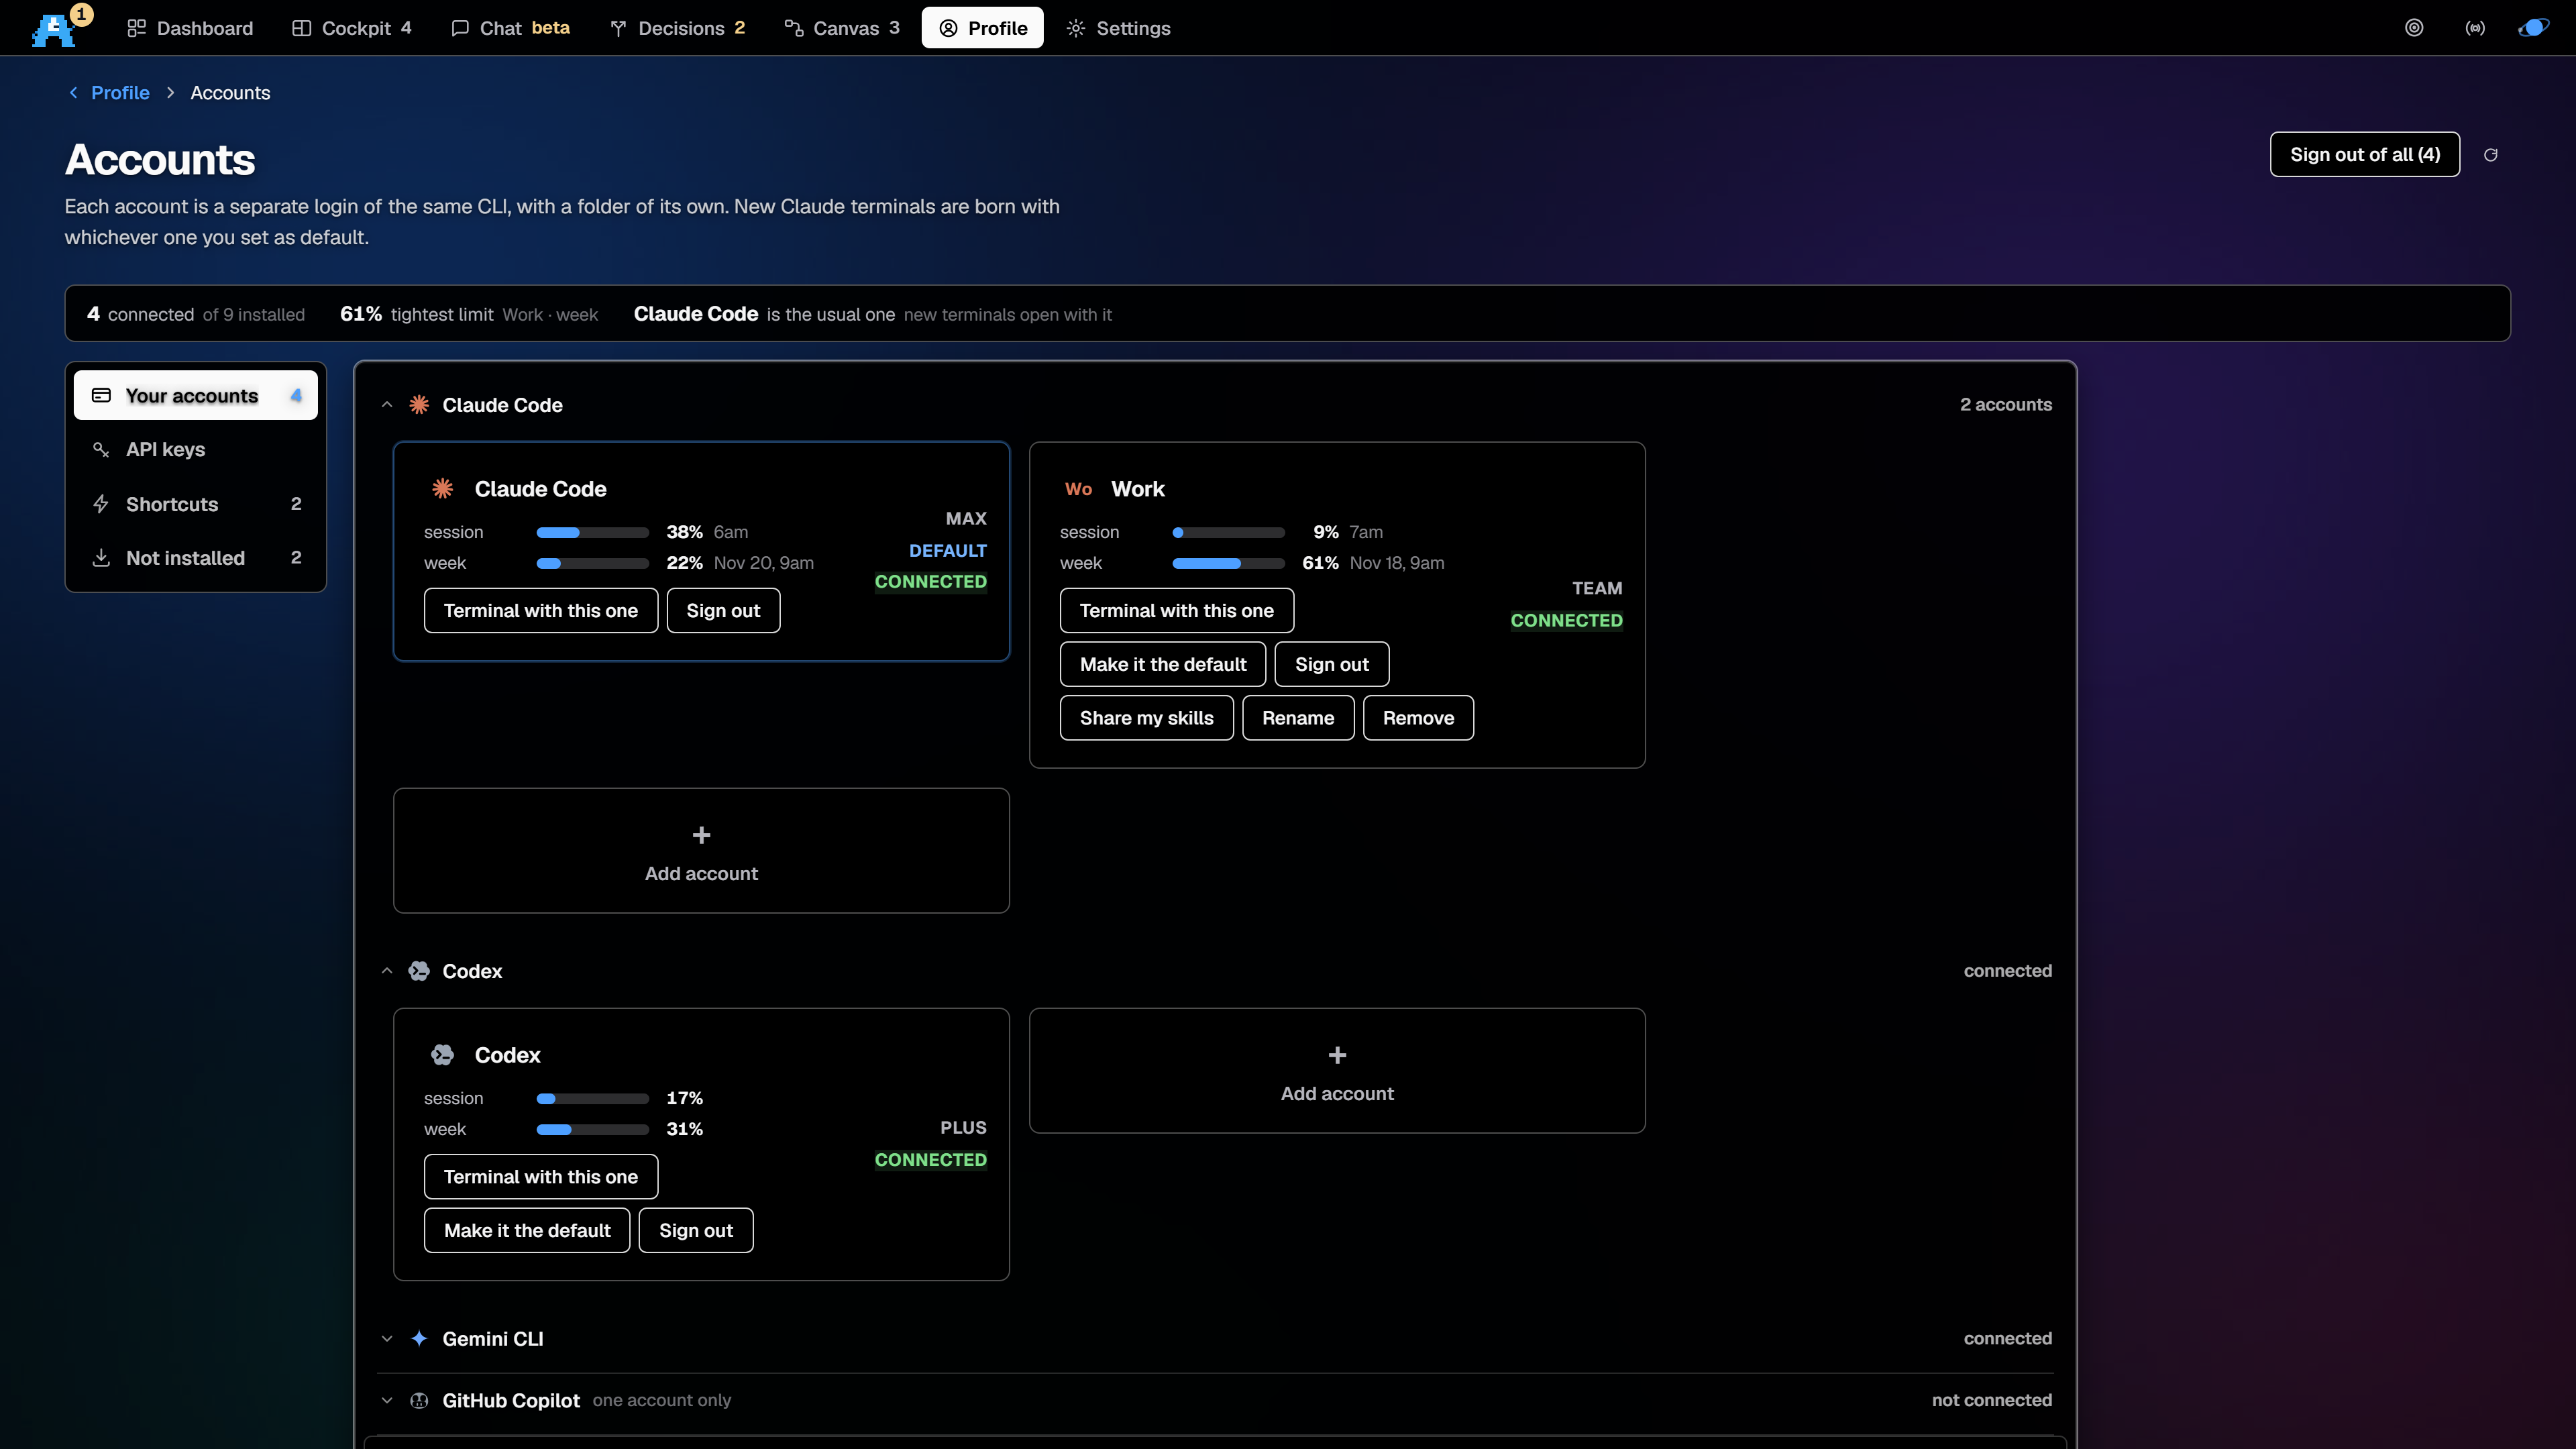 1
Dashboard
Cockpit 4
Chat beta
Decisions 2
Canvas 3
Profile
Settings
Profile
Accounts
Accounts
Sign out of all (4)
Each account is a separate login of the same CLI, with a folder of its own. New Claude terminals are born with
whichever one you set as default.
4 connected of 9 installed
61% tightest limit Work · week
Claude Code is the usual one new terminals open with it
Your accounts 4
API keys
Shortcuts 2
Not installed 2
Claude Code
2 accounts
Claude Code
session 38% 6am
week 22% Nov 20, 9am
MAX
DEFAULT
CONNECTED
Terminal with this one
Sign out
Wo Work
session 9% 7am
week 61% Nov 18, 9am
TEAM
CONNECTED
Terminal with this one
Make it the default
Sign out
Share my skills
Rename
Remove
+
Add account
Codex
connected
Codex
session 17%
week 31%
PLUS
CONNECTED
Terminal with this one
Make it the default
Sign out
+
Add account
Gemini CLI
connected
GitHub Copilot one account only
not connected